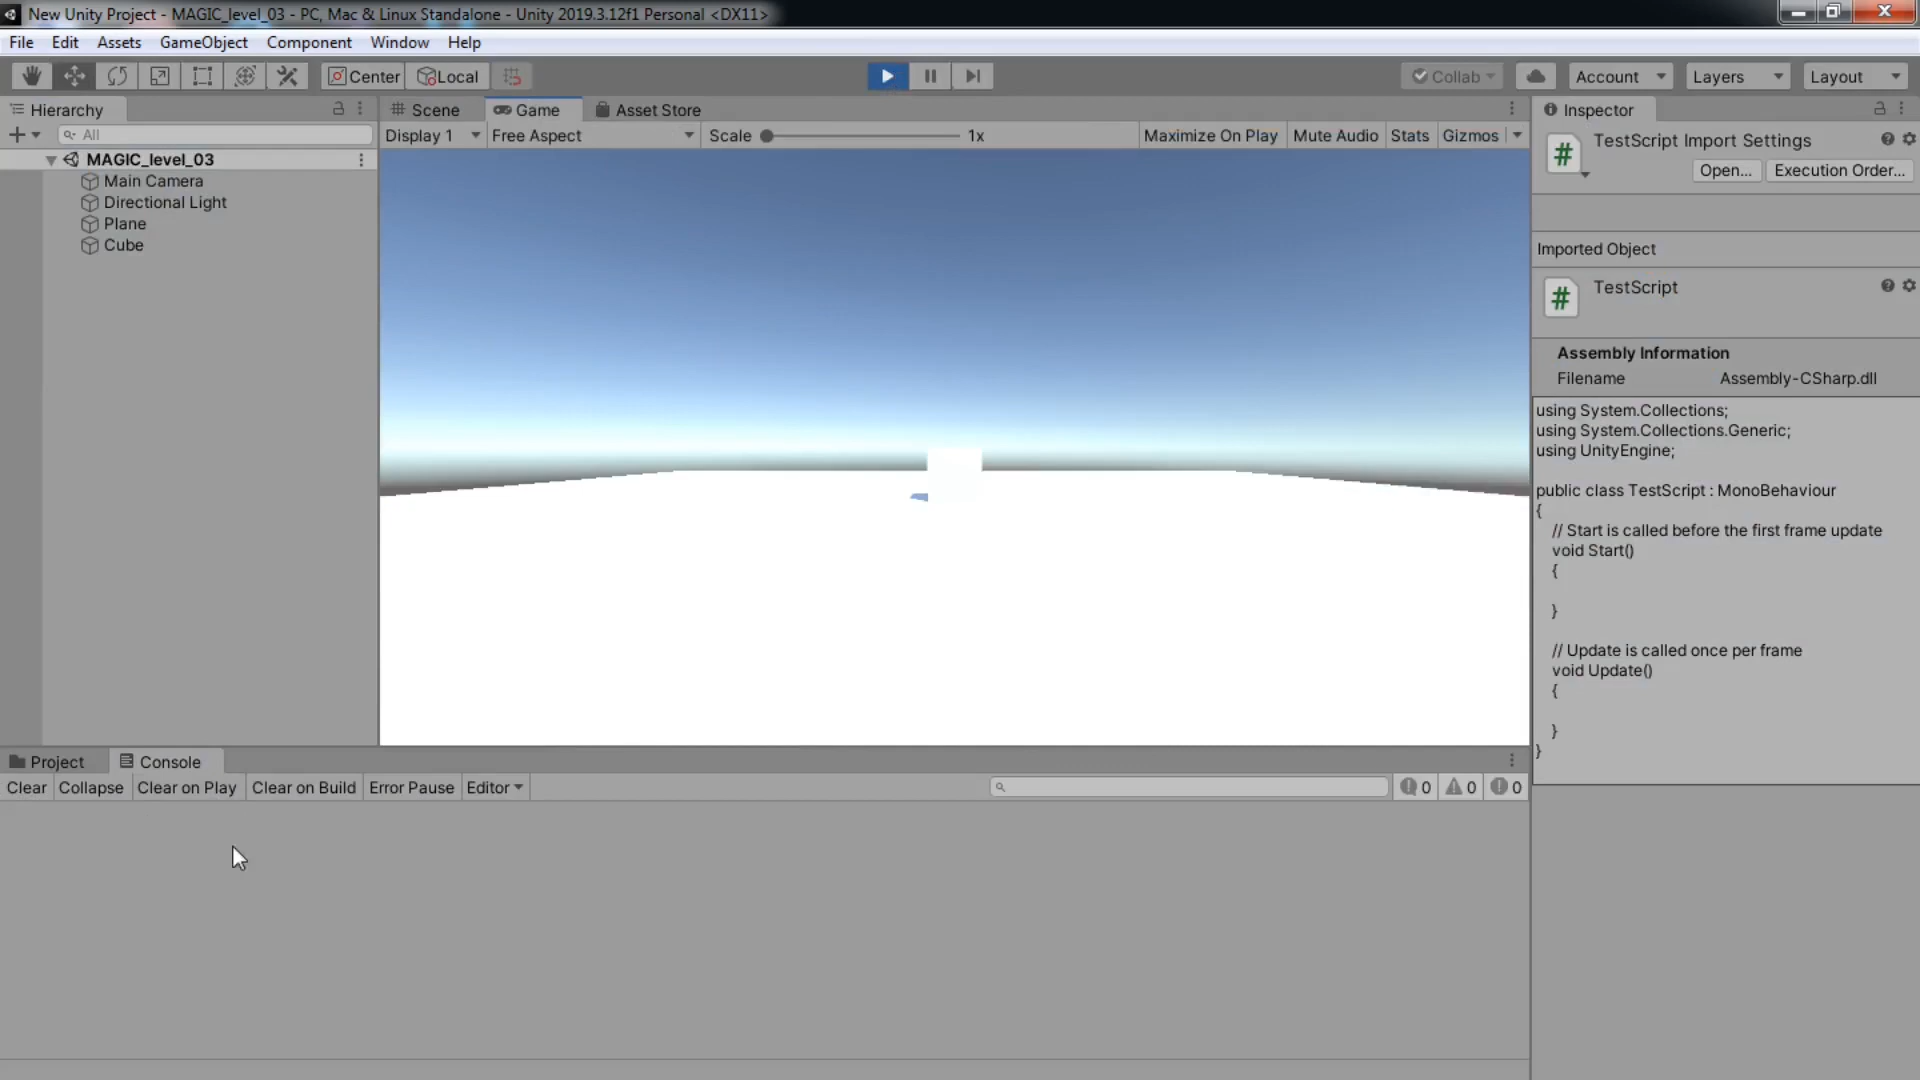 New Unity Project - MAGIC_level_03 - PC, Mac & Linux Standalone - Unity 2019.3.12f1 Personal <DX11>
File Edit Assets GameObject Component Window Help
Center Local Collab Account Layers Layout
Hierarchy
All
MAGIC_level_03
Main Camera
Directional Light
Plane
Cube
Scene Game Asset Store
Display 1 Free Aspect Scale 1x Maximize On Play Mute Audio Stats Gizmos
Inspector
TestScript Import Settings
Open... Execution Order...
Imported Object
TestScript
Assembly Information
Filename Assembly-CSharp.dll
using System.Collections;
using System.Collections.Generic;
using UnityEngine;
public class TestScript : MonoBehaviour
{
// Start is called before the first frame update
void Start()
{
}
// Update is called once per frame
void Update()
{
}
}
Project Console
Clear Collapse Clear on Play Clear on Build Error Pause Editor 0 0 0